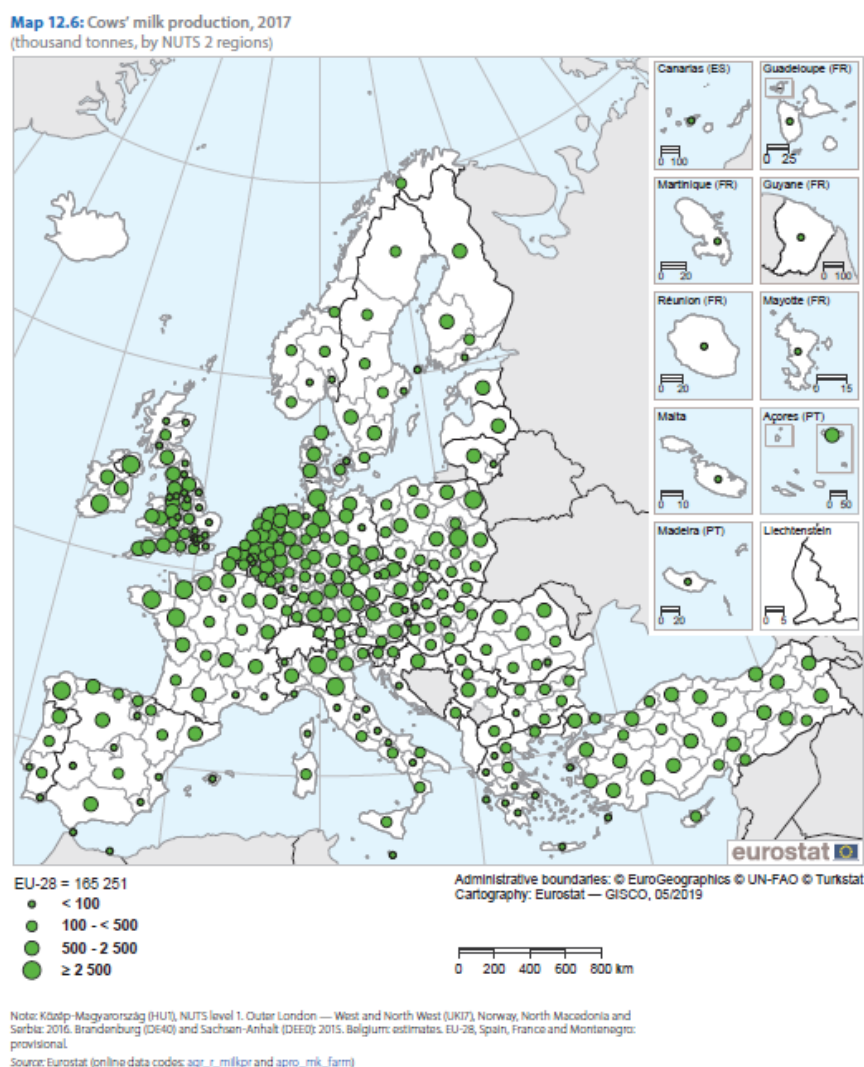 Map 12.6: Cows’ milk production, 2017
(thousand tonnes, by NUTS 2 regions)
Canarias (ES)
0 100
Guadeloupe (FR)
0 25
Martinique (FR)
0 20
Guyane (FR)
0 100
Réunion (FR)
0 20
Mayotte (FR)
0 15
Malta
0 10
Açores (PT)
0 50
Madeira (PT)
0 20
Liechtenstein
0 5
eurostat
EU-28 = 165 251
< 100
100 - < 500
500 - 2 500
≥ 2 500
Administrative boundaries: © EuroGeographics © UN-FAO © Turkstat
Cartography: Eurostat — GISCO, 05/2019
0 200 400 600 800 km
Note: Közép-Magyarország (HU1), NUTS level 1. Outer London — West and North West (UKI7), Norway, North Macedonia and
Serbia: 2016. Brandenburg (DE40) and Sachsen-Anhalt (DEE0): 2015. Belgium: estimates. EU-28, Spain, France and Montenegro:
provisional.
Source: Eurostat (online data codes: agr_r_milkpr and apro_mk_farm)